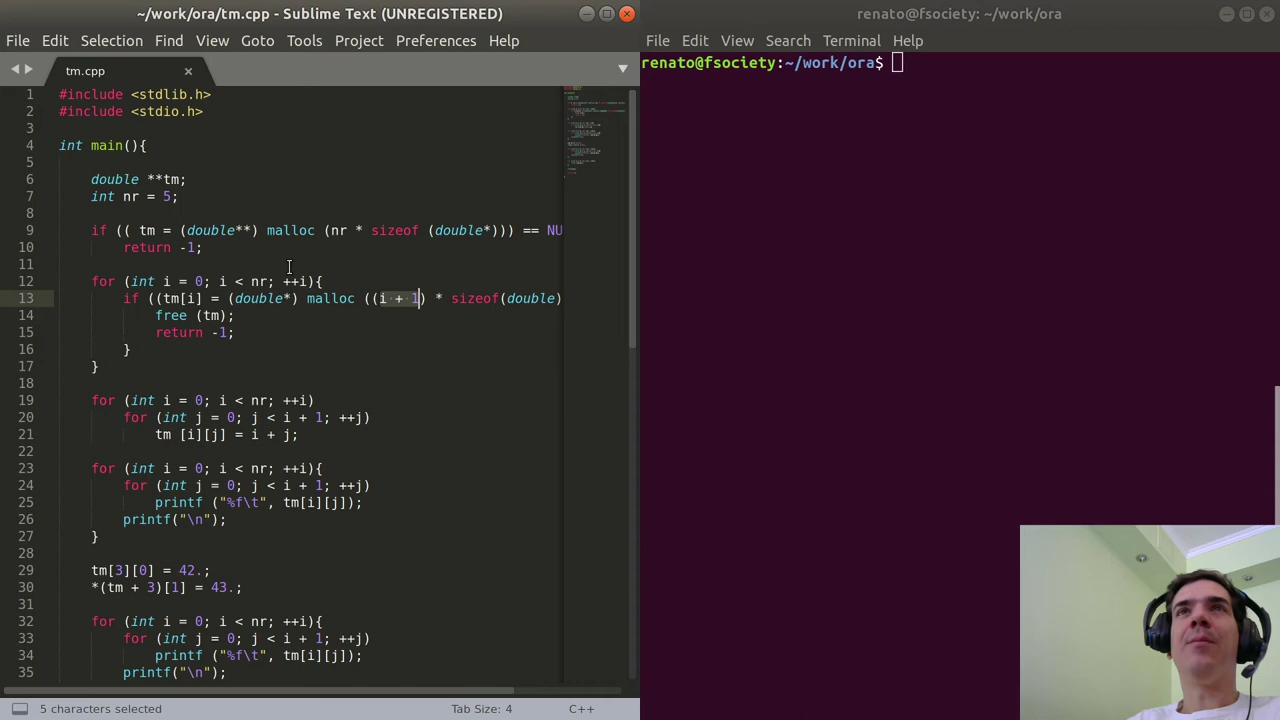 ~/work/ora/tm.cpp - Sublime Text (UNREGISTERED)
File Edit Selection Find View Goto Tools Project Preferences Help
tm.cpp
1 #include <stdlib.h>
2 #include <stdio.h>
3
4 int main(){
5
6 double **tm;
7 int nr = 5;
8
9 if (( tm = (double**) malloc (nr * sizeof (double*))) == NU
10 return -1;
11
12 for (int i = 0; i < nr; ++i){
13 if ((tm[i] = (double*) malloc ((i + 1) * sizeof(double)
14 free (tm);
15 return -1;
16 }
17 }
18
19 for (int i = 0; i < nr; ++i)
20 for (int j = 0; j < i + 1; ++j)
21 tm [i][j] = i + j;
22
23 for (int i = 0; i < nr; ++i){
24 for (int j = 0; j < i + 1; ++j)
25 printf ("%f\t", tm[i][j]);
26 printf("\n");
27 }
28
29 tm[3][0] = 42.;
30 *(tm + 3)[1] = 43.;
31
32 for (int i = 0; i < nr; ++i){
33 for (int j = 0; j < i + 1; ++j)
34 printf ("%f\t", tm[i][j]);
35 printf("\n");
5 characters selected
Tab Size: 4
C++
renato@fsociety: ~/work/ora
File Edit View Search Terminal Help
renato@fsociety:~/work/ora$